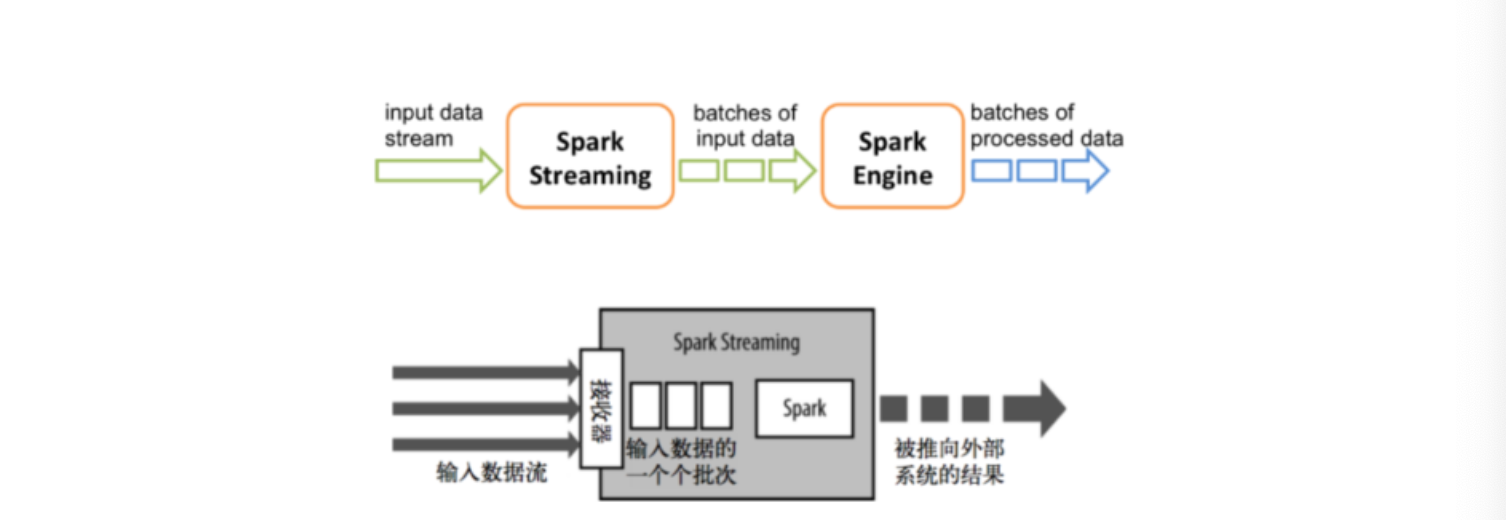 input data
stream
Spark
Streaming
batches of
input data
Spark
Engine
batches of
processed data
Spark Streaming
接收器
Spark
输入数据的
一个个批次
输入数据流
被推向外部
系统的结果